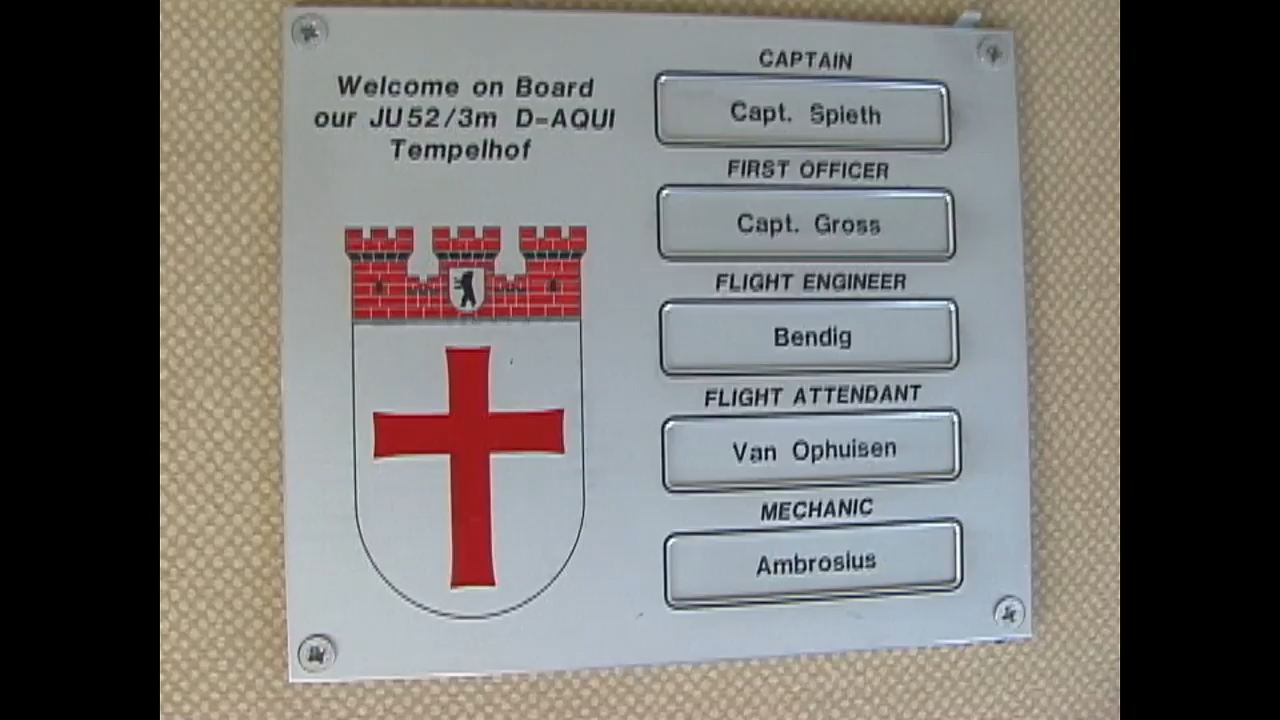 Welcome on Board
our JU52/3m D-AQUI
Tempelhof
CAPTAIN
Capt. Spieth
FIRST OFFICER
Capt. Gross
FLIGHT ENGINEER
Bendig
FLIGHT ATTENDANT
Van Ophuisen
MECHANIC
Ambrosius